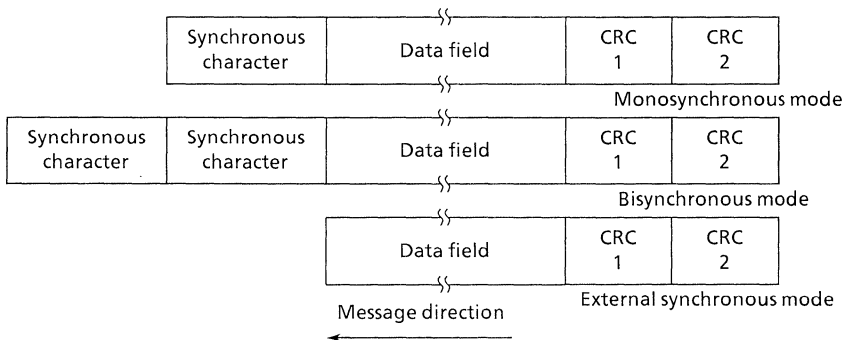 Synchronous
character
Data field
CRC
1
CRC
2
Monosynchronous mode
Synchronous
character
Synchronous
character
Data field
CRC
1
CRC
2
Bisynchronous mode
Data field
CRC
1
CRC
2
External synchronous mode
Message direction